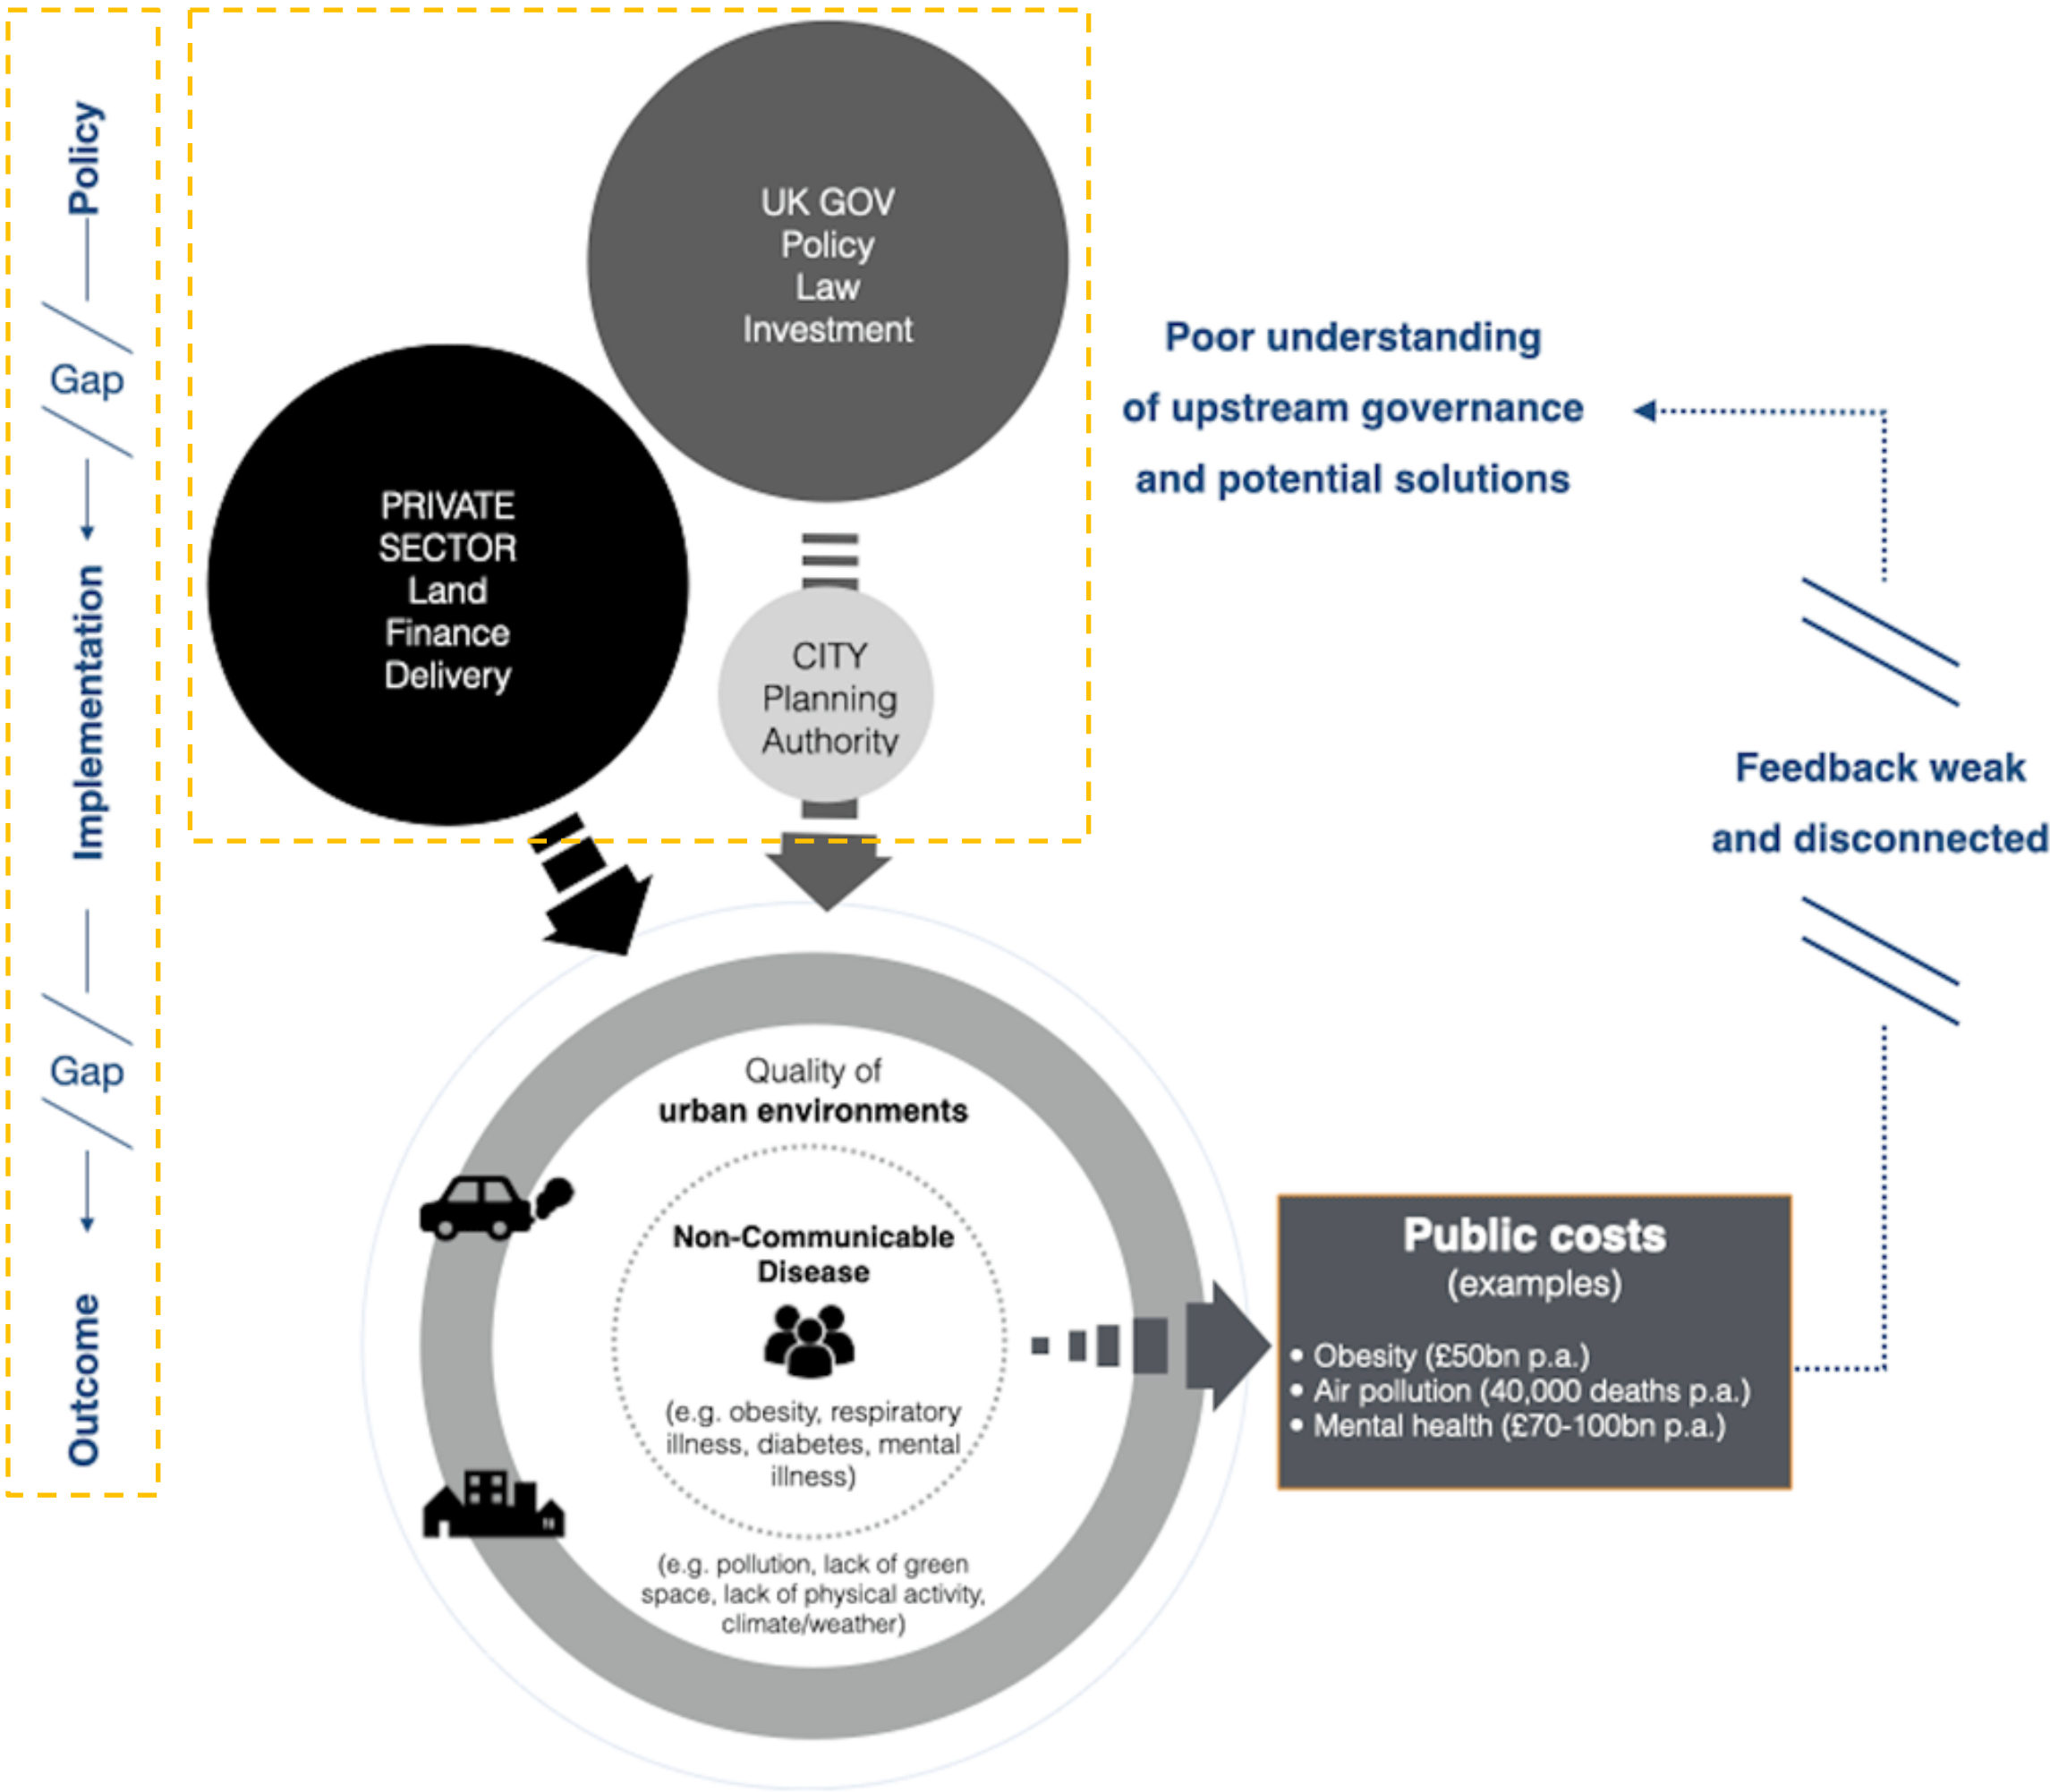 Policy
Gap
Implementation
Gap
Outcome
UK GOV
Policy
Law
Investment
PRIVATE
SECTOR
Land
Finance
Delivery
CITY
Planning
Authority
Poor understanding
of upstream governance
and potential solutions
Feedback weak
and disconnected
Quality of
urban environments
Non-Communicable
Disease
(e.g. obesity, respiratory
illness, diabetes, mental
illness)
(e.g. pollution, lack of green
space, lack of physical activity,
climate/weather)
Public costs
(examples)
• Obesity (£50bn p.a.)
• Air pollution (40,000 deaths p.a.)
• Mental health (£70-100bn p.a.)